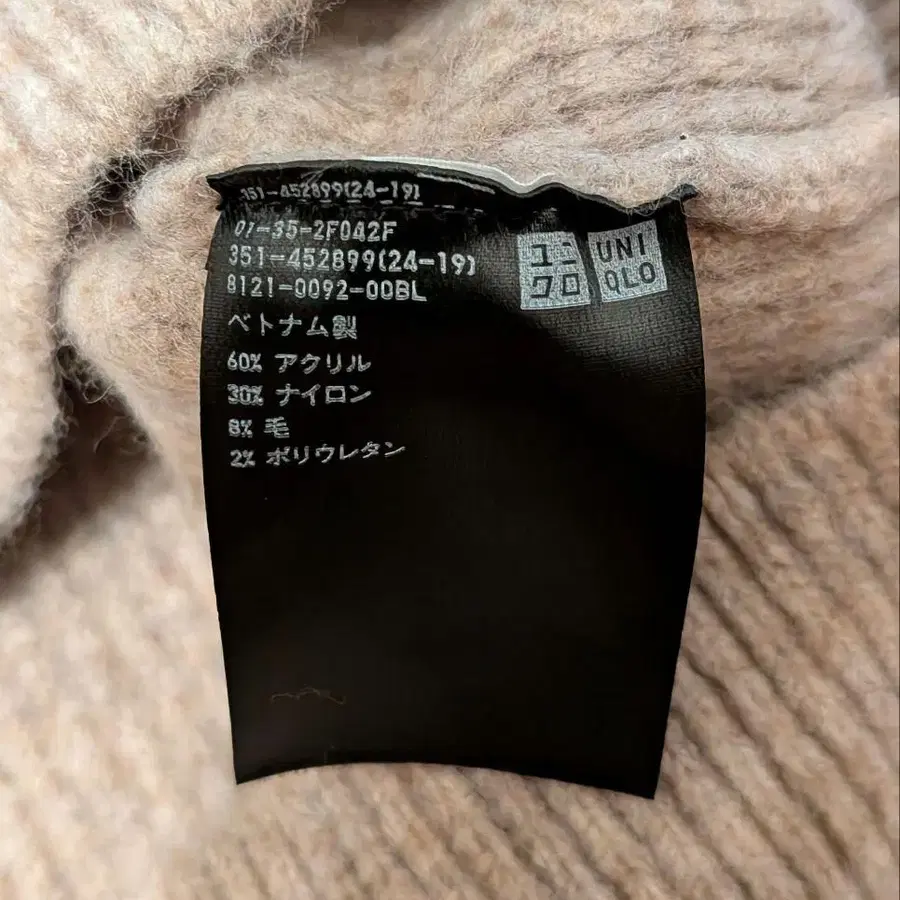 351-452899(24-19)
01-35-2F042F
351-452899(24-19)
8121-0092-00BL
ベトナム製
60% アクリル
30% ナイロン
8% 毛
2% ポリウレタン
ユニ
クロ
UNI
QLO